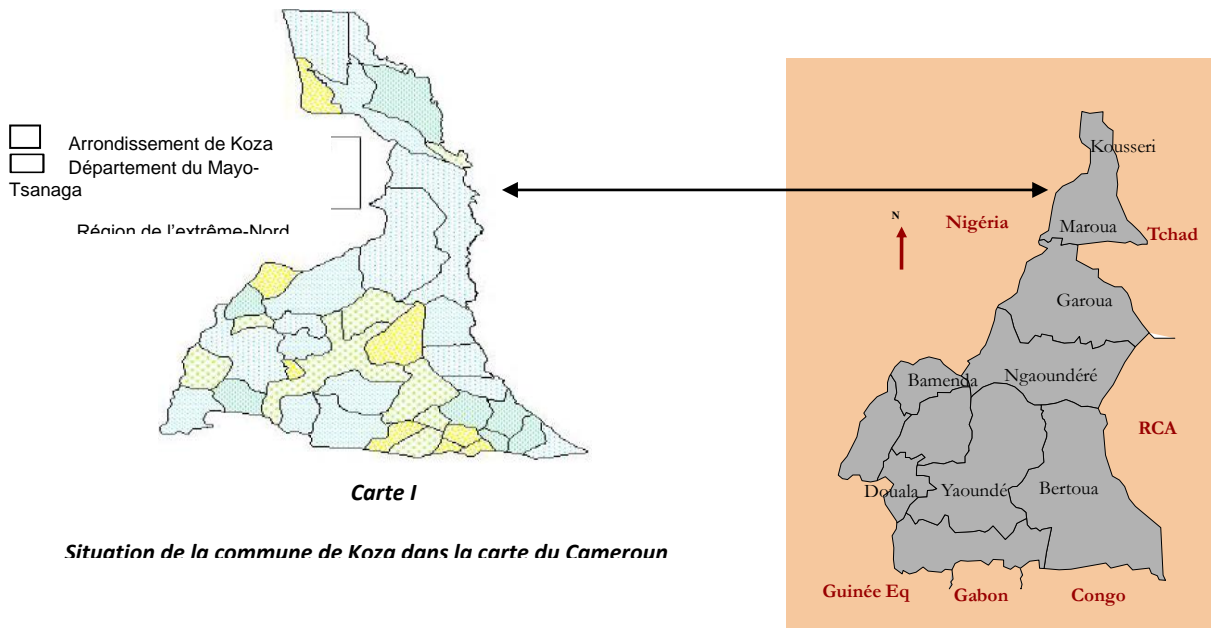 Arrondissement de Koza
Département du Mayo-
Tsanaga
Région de l'extrême-Nord
Carte I
Situation de la commune de Koza dans la carte du Cameroun
N
Kousseri
Nigéria
Maroua
Tchad
Garoua
Bamenda
Ngaoundéré
RCA
Douala
Yaoundé
Bertoua
Guinée Eq
Gabon
Congo